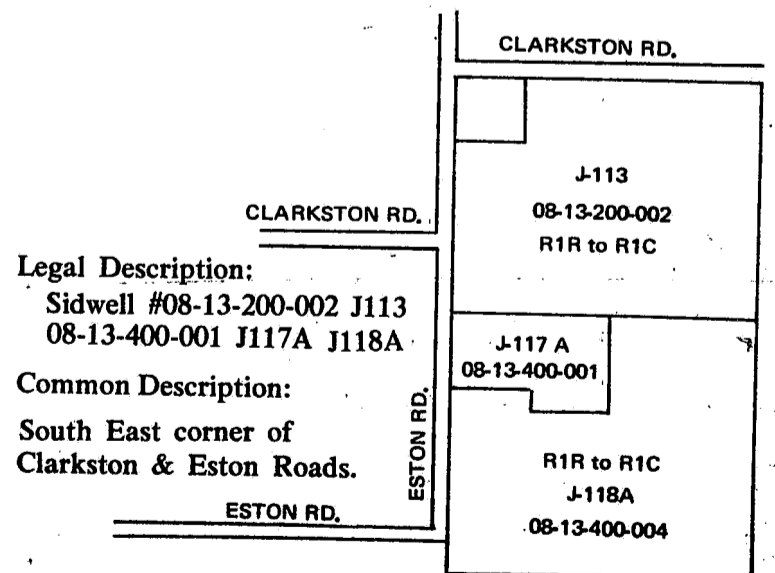 CLARKSTON RD.
J-113
08-13-200-002
R1R to R1C
CLARKSTON RD.
Legal Description:
Sidwell #08-13-200-002 J113
08-13-400-001 J117A J118A
Common Description:
South East corner of
Clarkston & Eston Roads.
J-117 A
08-13-400-001
ESTON RD.
R1R to R1C
J-118A
08-13-400-004
ESTON RD.